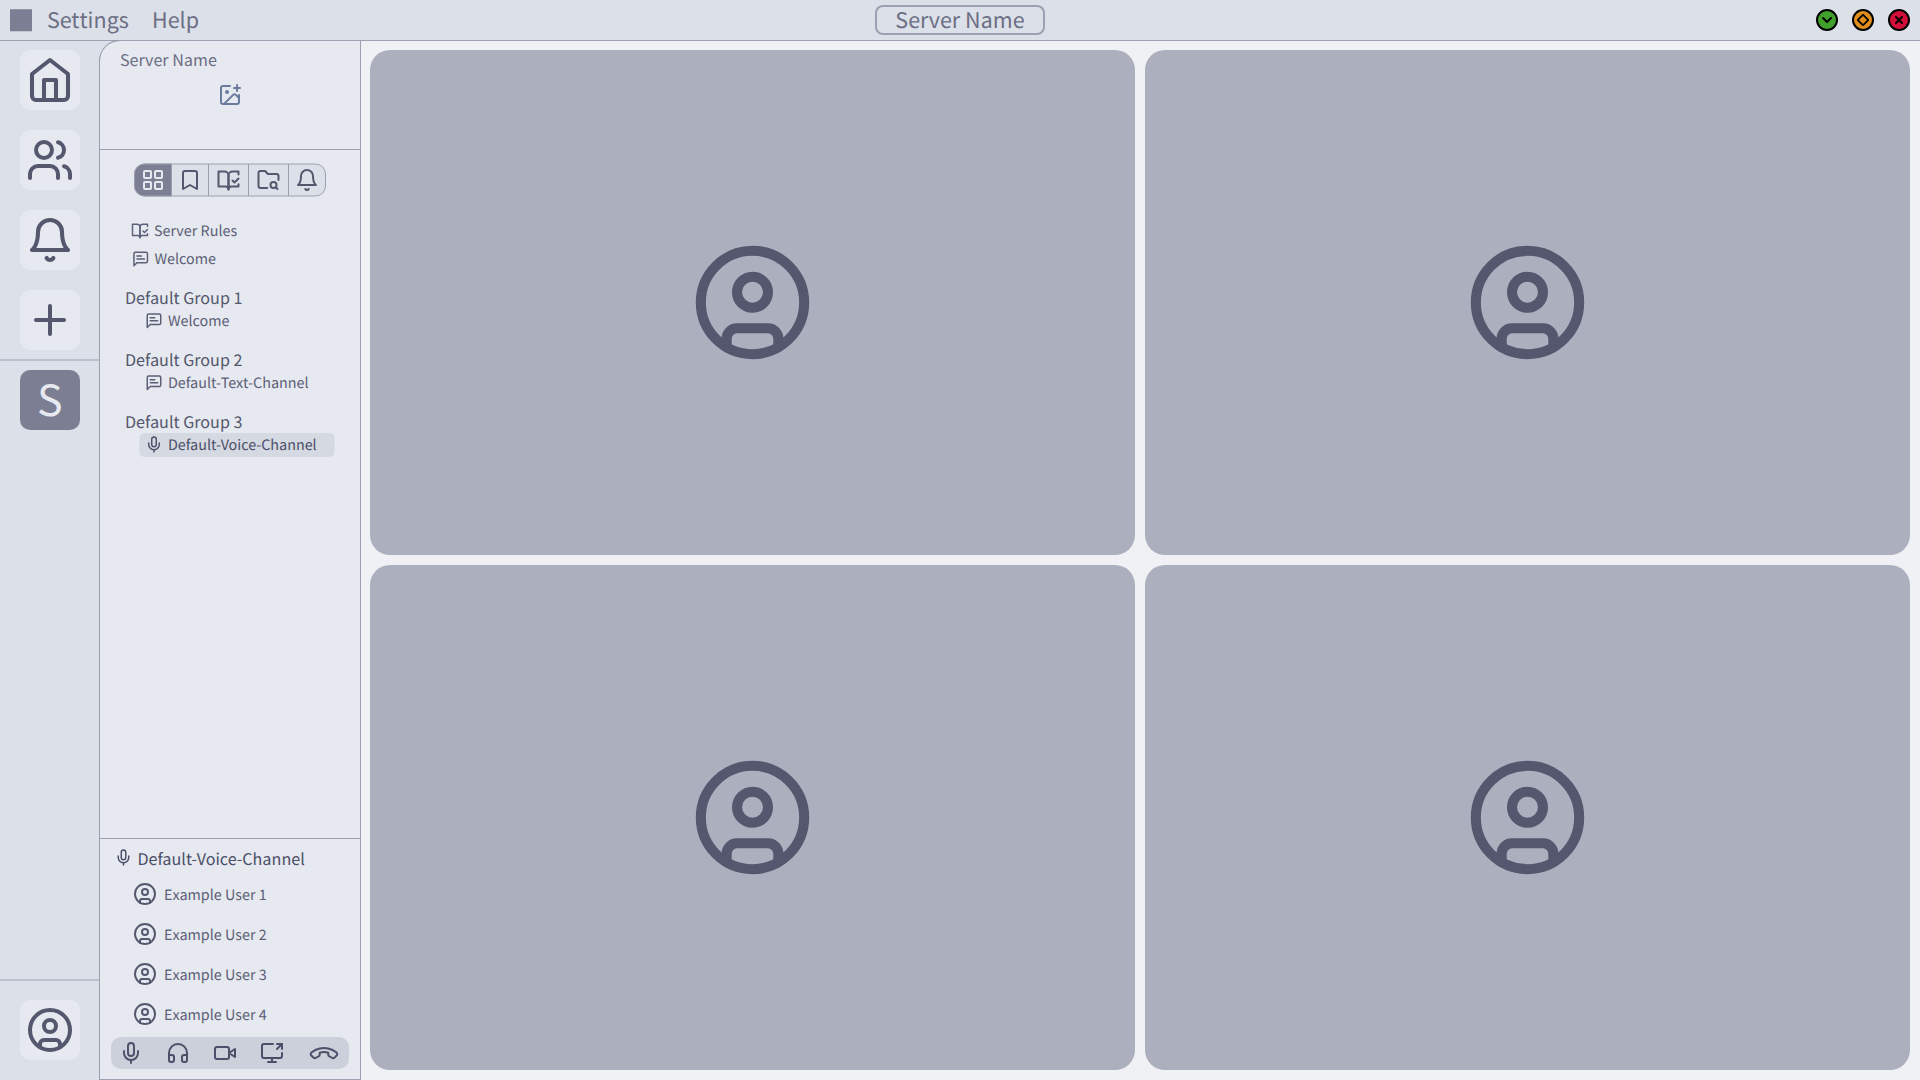 Settings Help Server Name
Server Name
Server Rules
Welcome
Default Group 1
Welcome
Default Group 2
Default-Text-Channel
Default Group 3
Default-Voice-Channel
S
Default-Voice-Channel
Example User 1
Example User 2
Example User 3
Example User 4